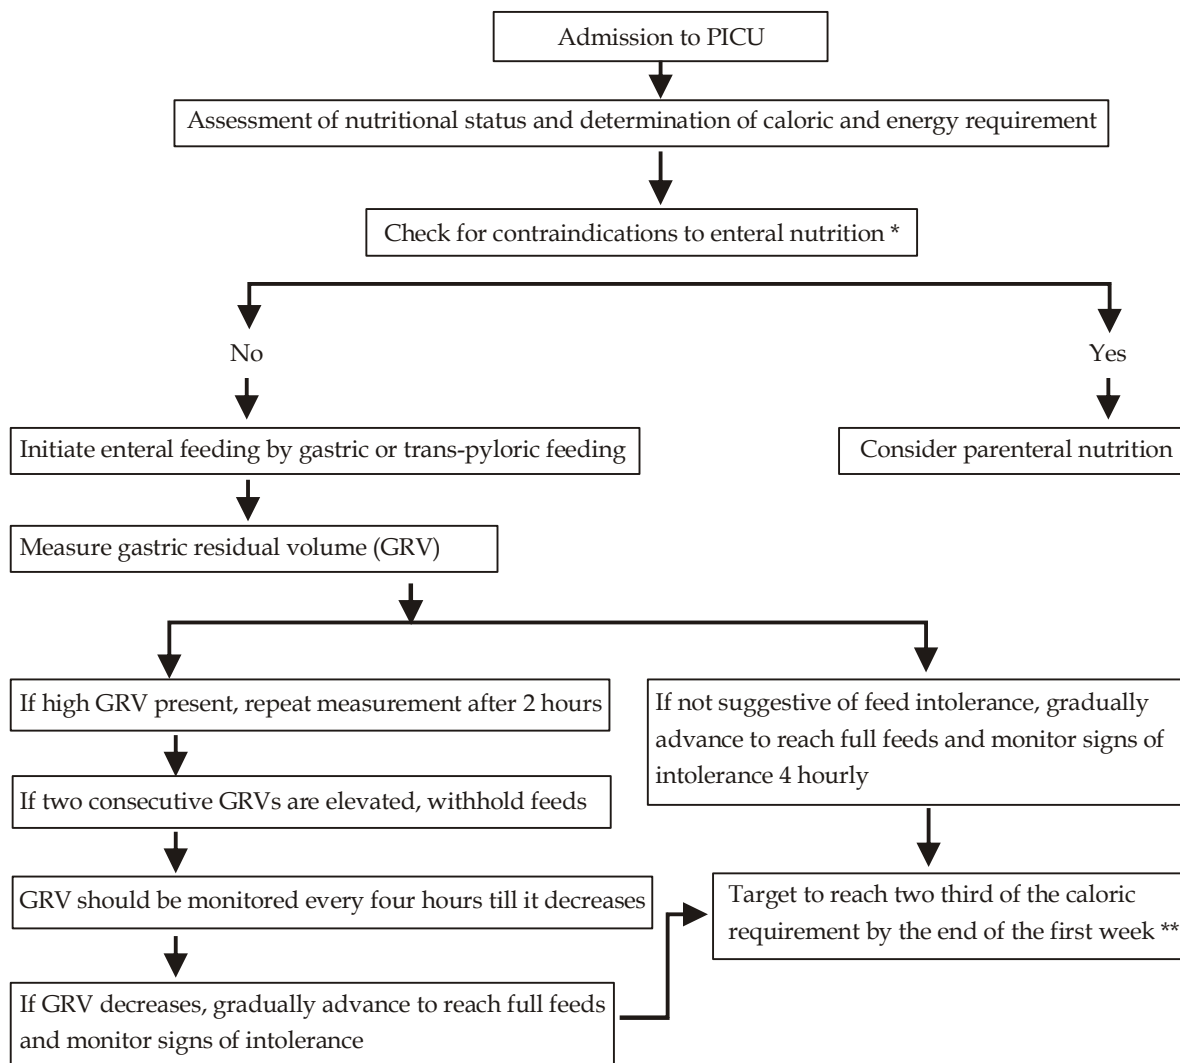 Admission to PICU
Assessment of nutritional status and determination of caloric and energy requirement
Check for contraindications to enteral nutrition *
No
Yes
Initiate enteral feeding by gastric or trans-pyloric feeding
Consider parenteral nutrition
Measure gastric residual volume (GRV)
If high GRV present, repeat measurement after 2 hours
If two consecutive GRVs are elevated, withhold feeds
GRV should be monitored every four hours till it decreases
If GRV decreases, gradually advance to reach full feeds
and monitor signs of intolerance
If not suggestive of feed intolerance, gradually
advance to reach full feeds and monitor signs of
intolerance 4 hourly
Target to reach two third of the caloric
requirement by the end of the first week **